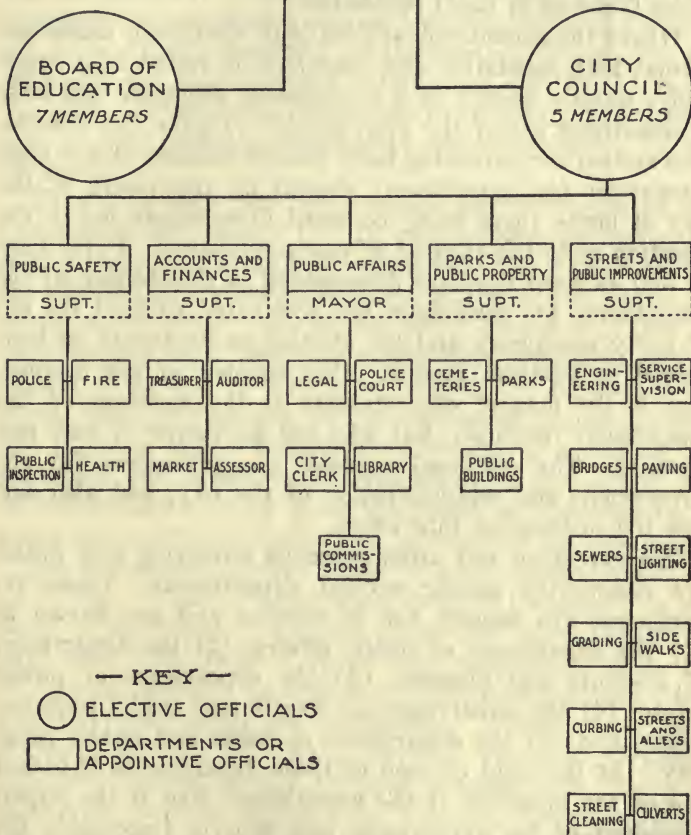 BOARD OF
EDUCATION
7 MEMBERS
CITY
COUNCIL
5 MEMBERS
PUBLIC SAFETY
SUPT.
ACCOUNTS AND
FINANCES
SUPT.
PUBLIC AFFAIRS
MAYOR
PARKS AND
PUBLIC PROPERTY
SUPT.
STREETS AND
PUBLIC IMPROVEMENTS
SUPT.
POLICE
FIRE
TREASURER
AUDITOR
LEGAL
POLICE
COURT
CEME-
TERIES
PARKS
ENGIN-
EERING
SERVICE
SUPER-
VISION
PUBLIC
INSPECTION
HEALTH
MARKET
ASSESSOR
CITY
CLERK
LIBRARY
PUBLIC
BUILDINGS
BRIDGES
PAVING
PUBLIC
COMMIS-
SIONS
SEWERS
STREET
LIGHTING
GRADING
SIDE
WALKS
CURBING
STREETS
AND
ALLEYS
STREET
CLEANING
CULVERTS
— KEY —
ELECTIVE OFFICIALS
DEPARTMENTS OR
APPOINTIVE OFFICIALS